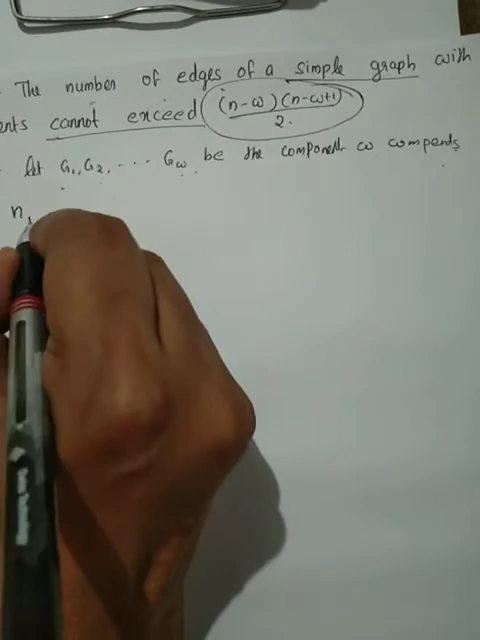 The number of edges of a simple graph with
ents cannot exceed (n-ω)(n-ω+1)/2.
let G₁, G₂, .... Gω be the component ω compends
n₁